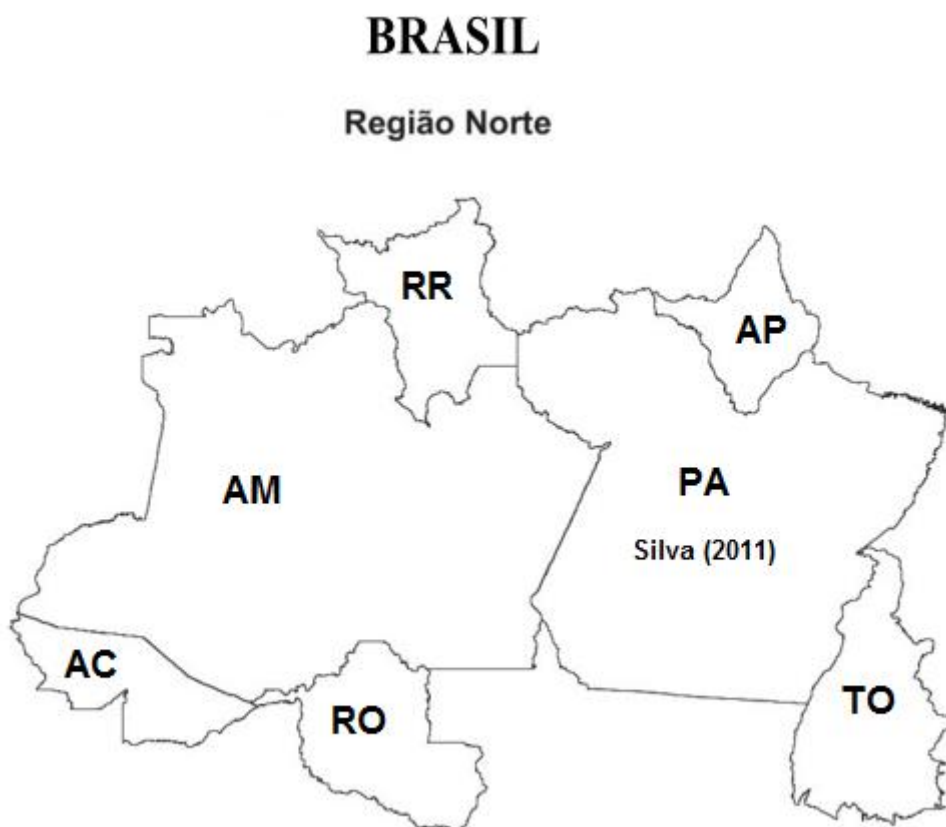 BRASIL
Região Norte
RR
AP
AM
PA
Silva (2011)
AC
RO
TO